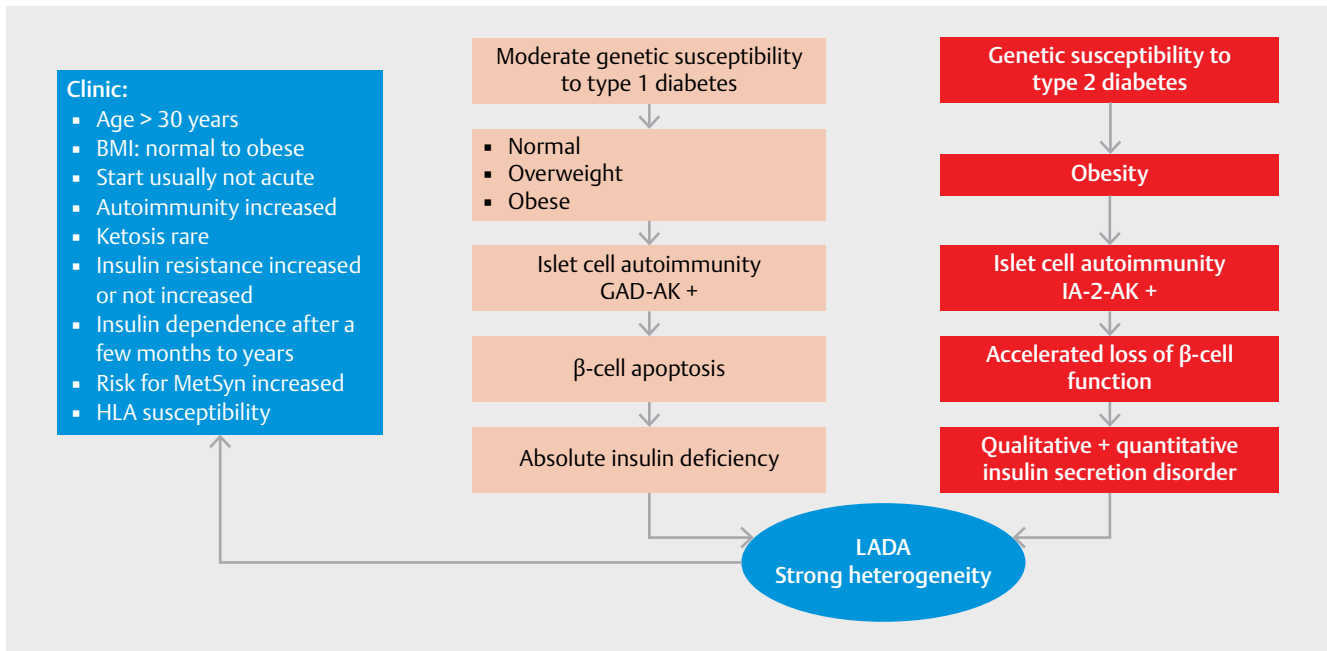 Clinic:
▪ Age > 30 years
▪ BMI: normal to obese
▪ Start usually not acute
▪ Autoimmunity increased
▪ Ketosis rare
▪ Insulin resistance increased
or not increased
▪ Insulin dependence after a
few months to years
▪ Risk for MetSyn increased
▪ HLA susceptibility
Moderate genetic susceptibility
to type 1 diabetes
▪ Normal
▪ Overweight
▪ Obese
Islet cell autoimmunity
GAD-AK +
β-cell apoptosis
Absolute insulin deficiency
Genetic susceptibility to
type 2 diabetes
Obesity
Islet cell autoimmunity
IA-2-AK +
Accelerated loss of β-cell
function
Qualitative + quantitative
insulin secretion disorder
LADA
Strong heterogeneity